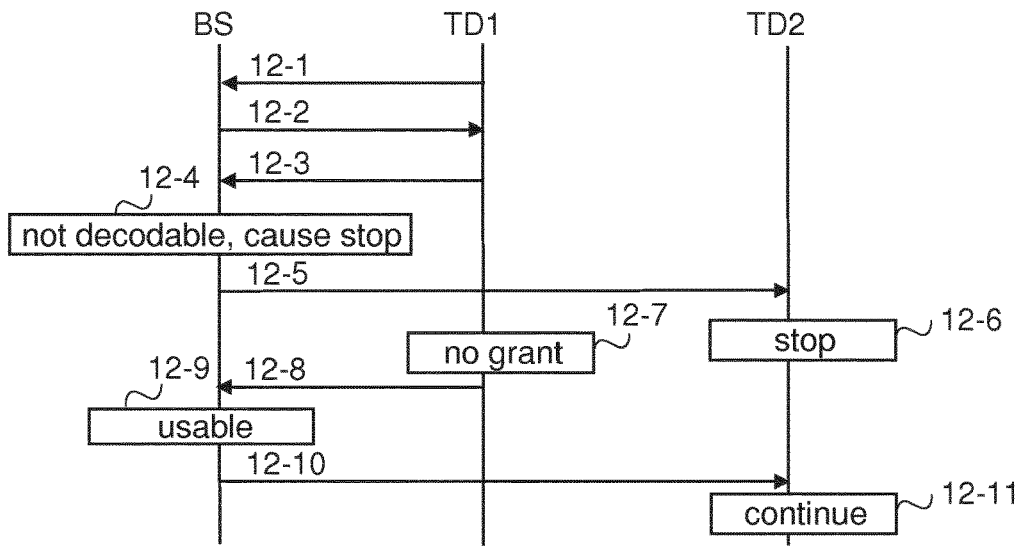 BS TD1 TD2
12-1
12-2
12-3
12-4
not decodable, cause stop
12-5
12-7
12-6
no grant
stop
12-9
12-8
usable
12-10
12-11
continue